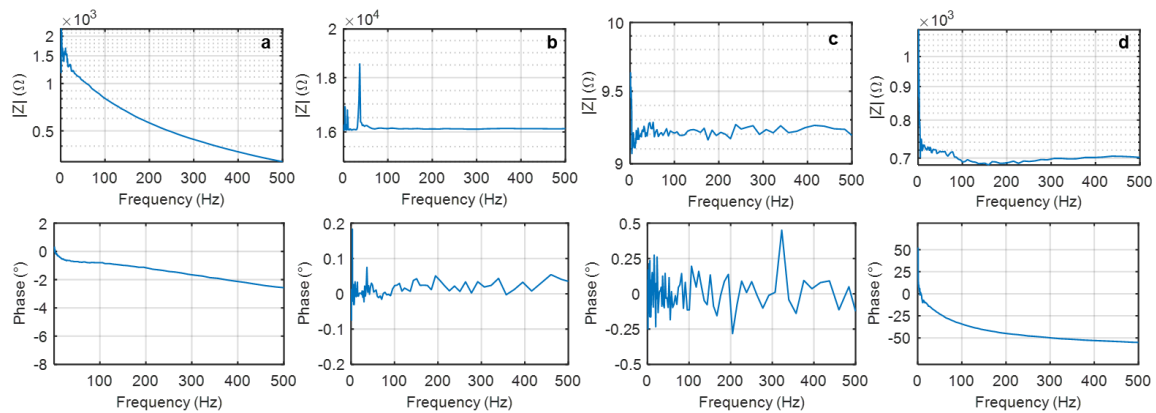 ×10³
a
2
1.5
1
0.5
|Z| (Ω)
0 100 200 300 400 500
Frequency (Hz)
×10⁴
b
2
1.8
1.6
|Z| (Ω)
0 100 200 300 400 500
Frequency (Hz)
c
10
9.5
9
|Z| (Ω)
0 100 200 300 400 500
Frequency (Hz)
×10³
d
1
0.9
0.8
0.7
|Z| (Ω)
0 100 200 300 400 500
Frequency (Hz)
2
0
-2
-4
-6
-8
Phase (°)
100 200 300 400 500
Frequency (Hz)
0.2
0.1
0
-0.1
-0.2
Phase (°)
0 100 200 300 400 500
Frequency (Hz)
0.5
0.25
0
-0.25
-0.5
Phase (°)
0 100 200 300 400 500
Frequency (Hz)
50
25
0
-25
-50
Phase (°)
0 100 200 300 400 500
Frequency (Hz)